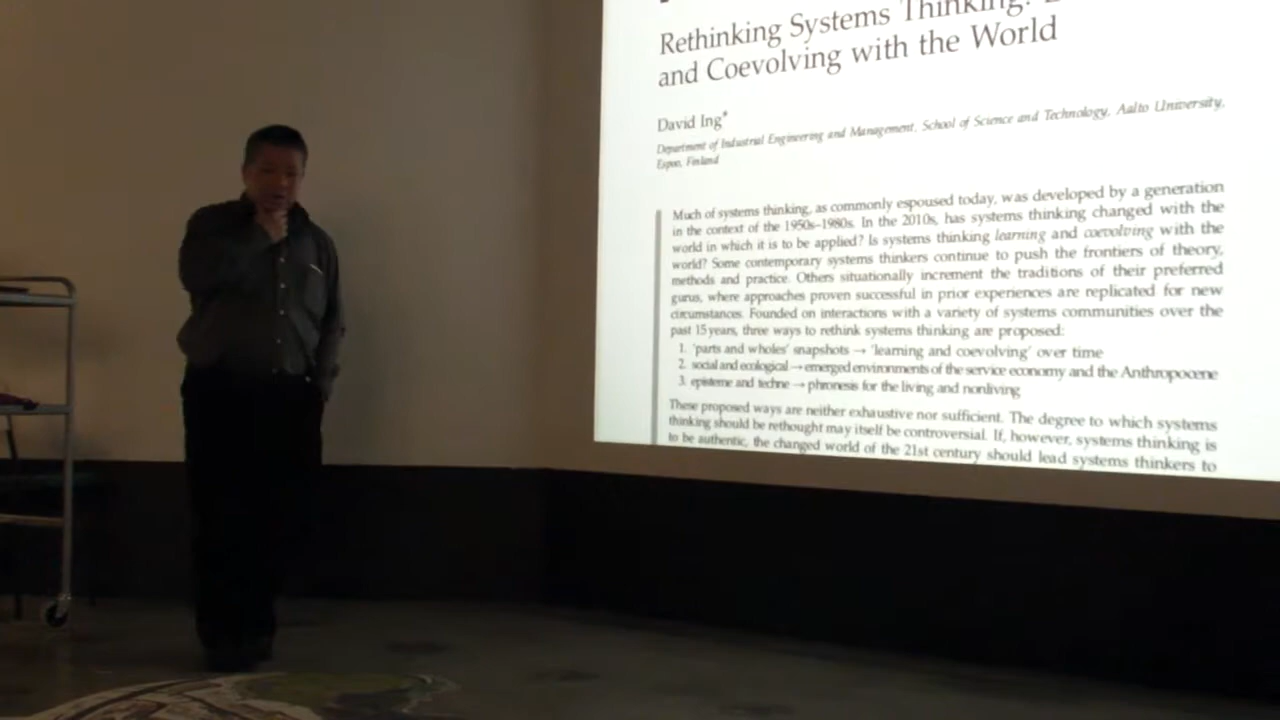 Rethinking Systems Thinking:
and Coevolving with the World
David Ing*
Department of Industrial Engineering and Management, School of Science and Technology, Aalto University,
Espoo, Finland
Much of systems thinking, as commonly espoused today, was developed by a generation
in the context of the 1950s–1980s. In the 2010s, has systems thinking changed with the
world in which it is to be applied? Is systems thinking learning and coevolving with the
world? Some contemporary systems thinkers continue to push the frontiers of theory,
methods and practice. Others situationally increment the traditions of their preferred
gurus, where approaches proven successful in prior experiences are replicated for new
circumstances. Founded on interactions with a variety of systems communities over the
past 15 years, three ways to rethink systems thinking are proposed:
1. 'parts and wholes' snapshots → 'learning and coevolving' over time
2. social and ecological → emerged environments of the service economy and the Anthropocene
3. episteme and techne → phronesis for the living and nonliving
These proposed ways are neither exhaustive nor sufficient. The degree to which systems
thinking should be rethought may itself be controversial. If, however, systems thinking is
to be authentic, the changed world of the 21st century should lead systems thinkers to